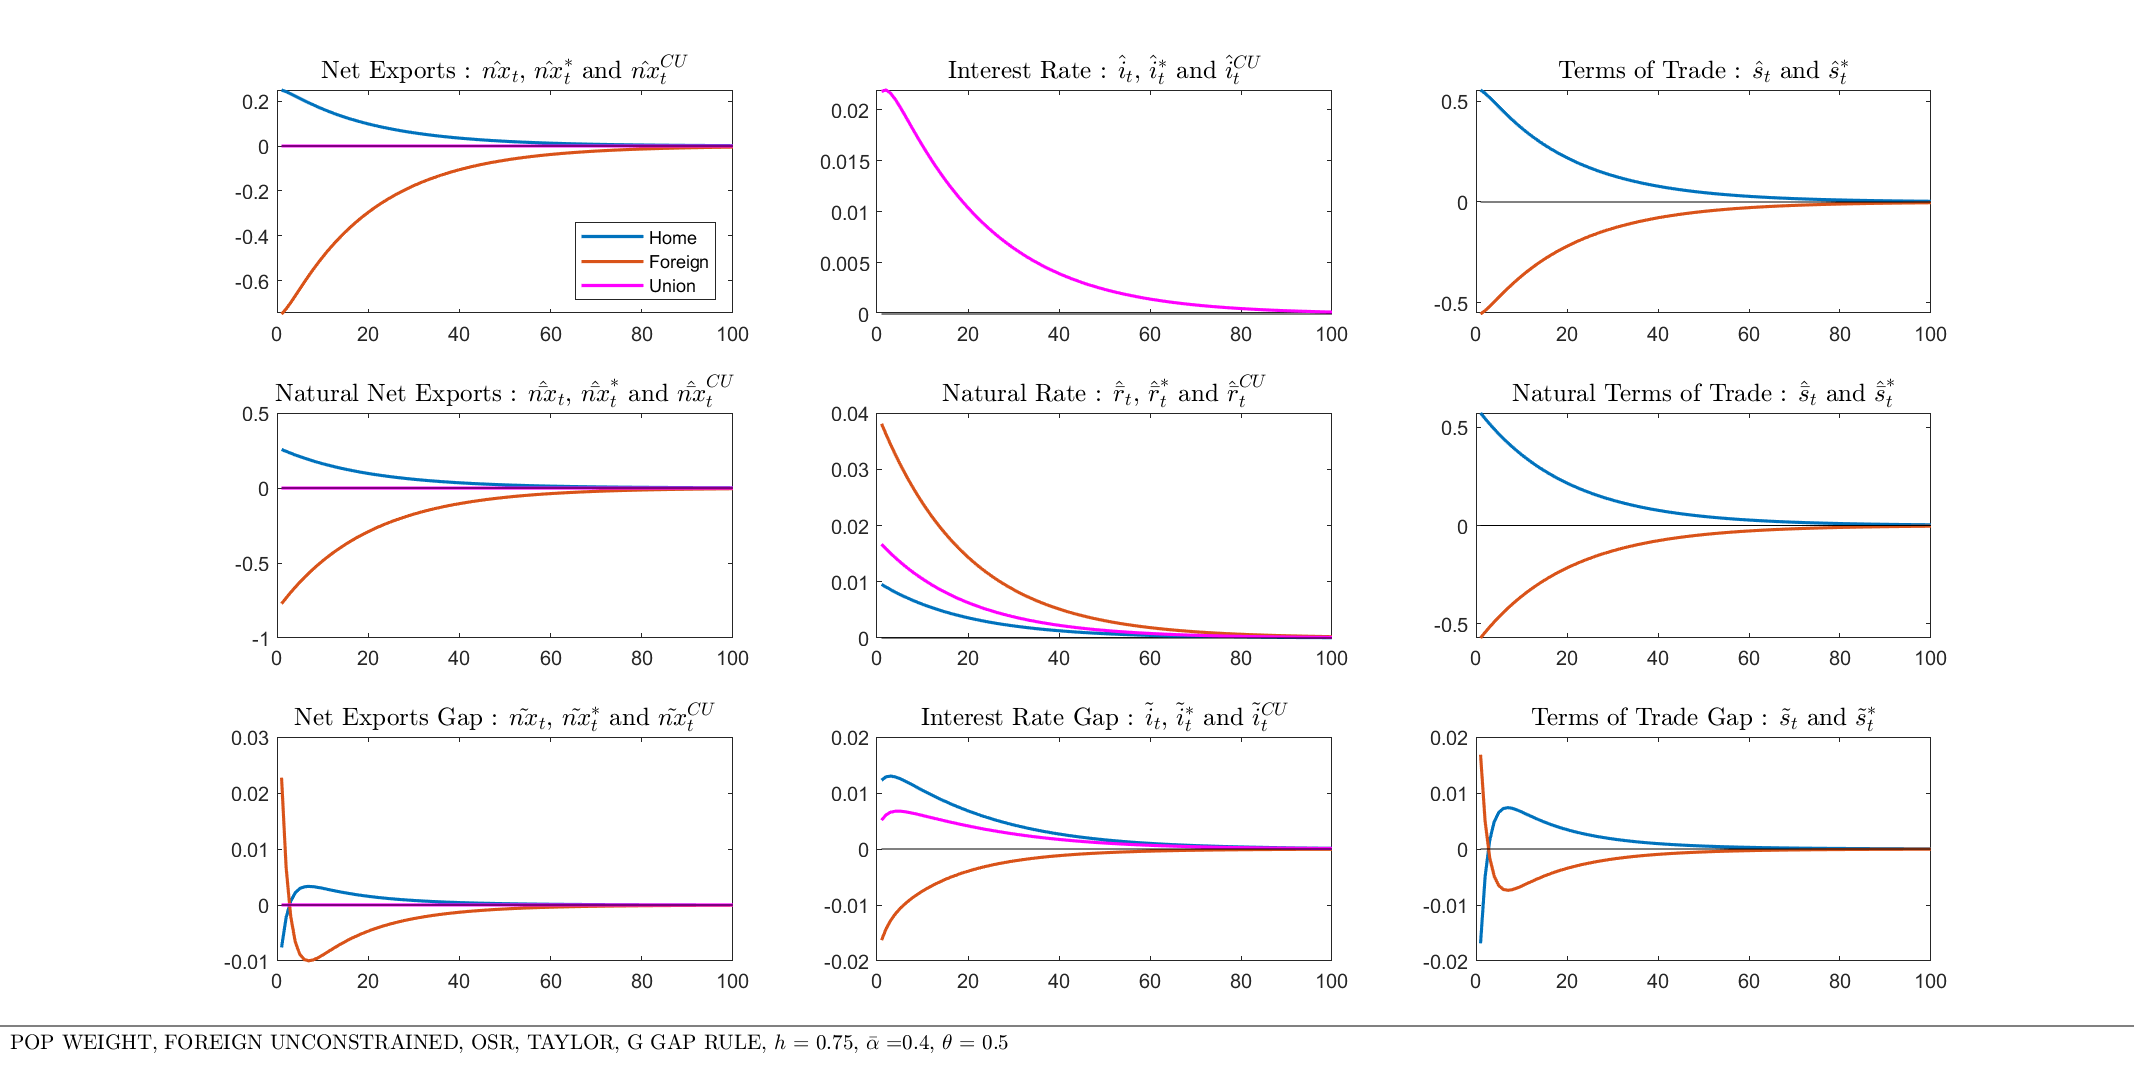 Net Exports : n̂x_t, n̂x*_t and n̂x_t^CU
0.2
0
-0.2
-0.4
-0.6
0 20 40 60 80 100
Home
Foreign
Union
Interest Rate : î_t, î*_t and î_t^CU
0.02
0.015
0.01
0.005
0
0 20 40 60 80 100
Terms of Trade : ŝ_t and ŝ*_t
0.5
0
-0.5
0 20 40 60 80 100
Natural Net Exports : n̄̂x_t, n̄̂x*_t and n̄̂x_t^CU
0.5
0
-0.5
-1
0 20 40 60 80 100
Natural Rate : r̄̂_t, r̄̂*_t and r̄̂_t^CU
0.04
0.03
0.02
0.01
0
0 20 40 60 80 100
Natural Terms of Trade : s̄̂_t and s̄̂*_t
0.5
0
-0.5
0 20 40 60 80 100
Net Exports Gap : ñx_t, ñx*_t and ñx_t^CU
0.03
0.02
0.01
0
-0.01
0 20 40 60 80 100
Interest Rate Gap : ĩ_t, ĩ*_t and ĩ_t^CU
0.02
0.01
0
-0.01
-0.02
0 20 40 60 80 100
Terms of Trade Gap : s̃_t and s̃*_t
0.02
0.01
0
-0.01
-0.02
0 20 40 60 80 100
POP WEIGHT, FOREIGN UNCONSTRAINED, OSR, TAYLOR, G GAP RULE, h = 0.75, ᾱ =0.4, θ = 0.5